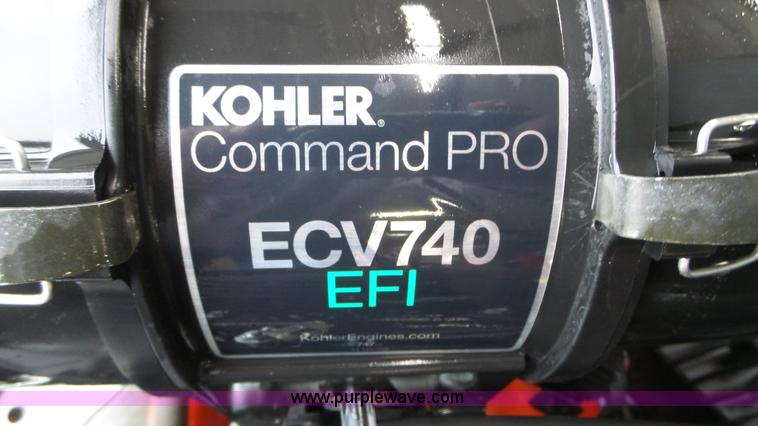 KOHLER®
Command PRO
ECV740
EFI
KohlerEngines.com
www.purplewave.com